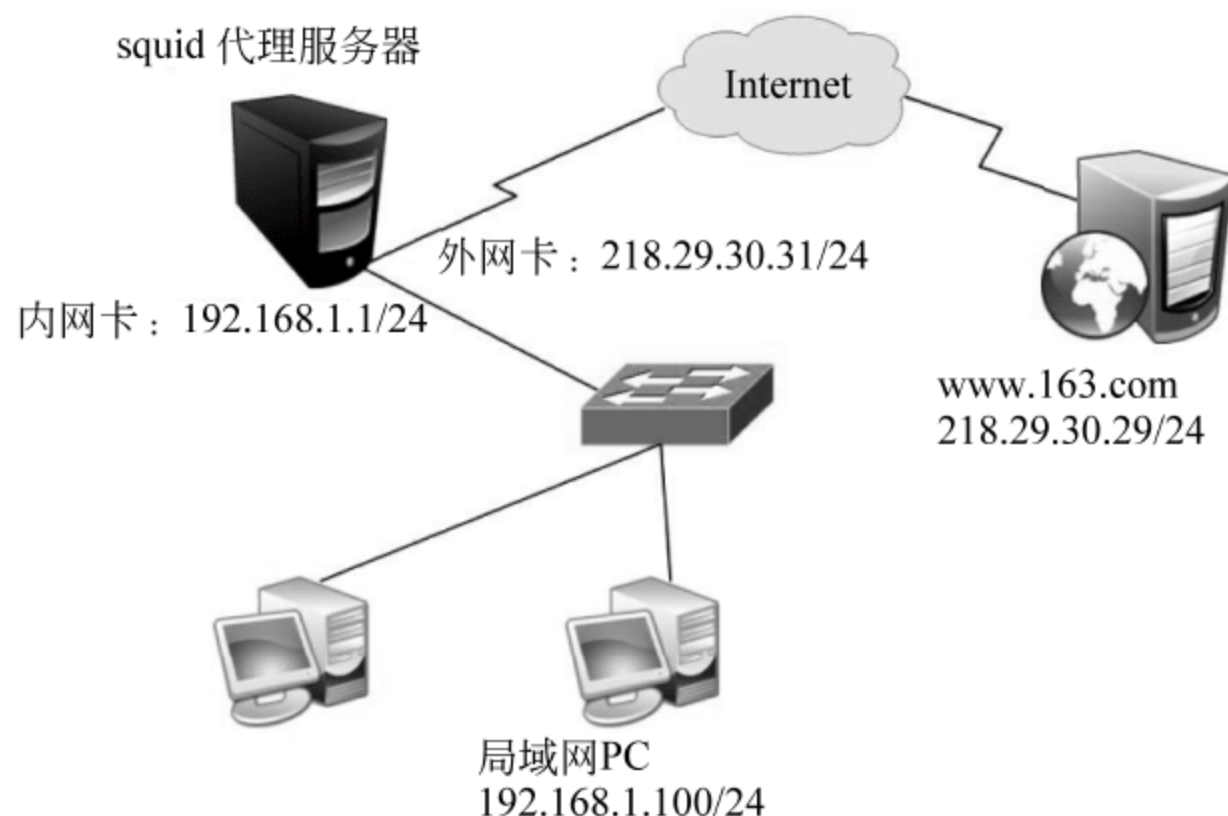 squid 代理服务器
Internet
外网卡：218.29.30.31/24
内网卡：192.168.1.1/24
www.163.com
218.29.30.29/24
局域网PC
192.168.1.100/24